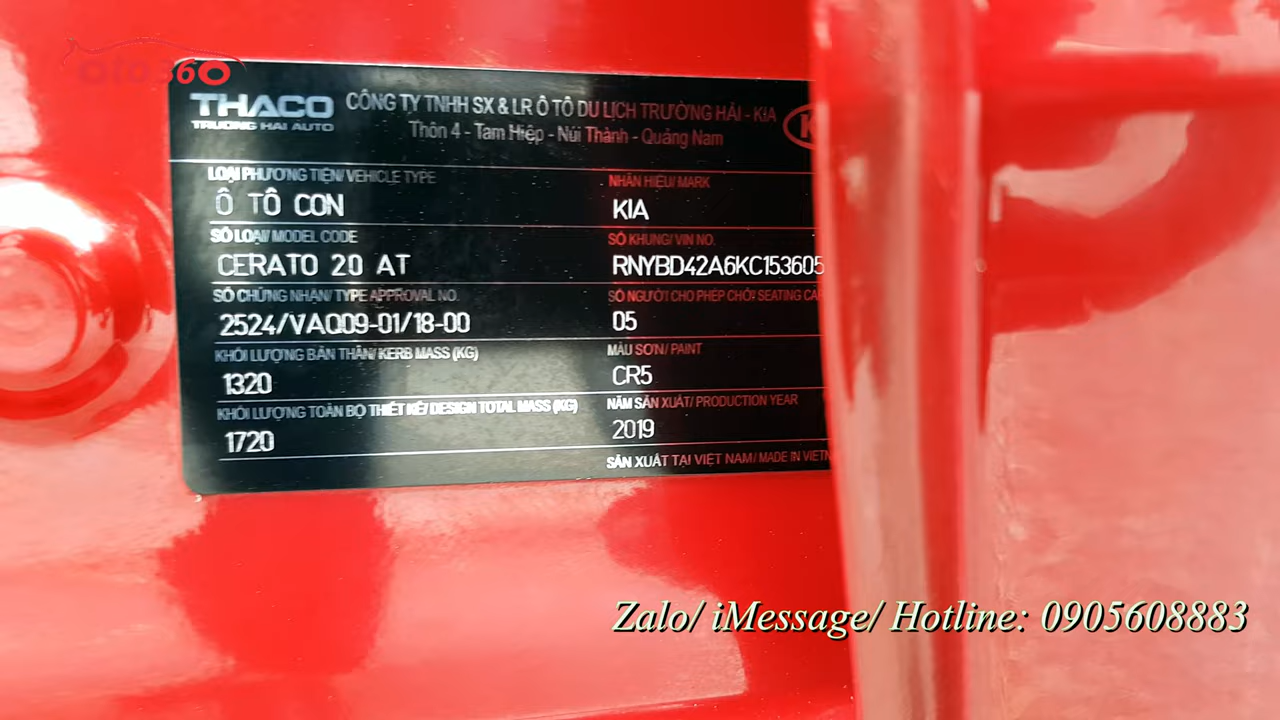 Oto360
THACO
TRUONG HAI AUTO
CÔNG TY TNHH SX & LR Ô TÔ DU LỊCH TRƯỜNG HẢI - KIA
Thôn 4 - Tam Hiệp - Núi Thành - Quảng Nam
LOẠI PHƯƠNG TIỆN/ VEHICLE TYPE
NHÃN HIỆU/ MARK
Ô TÔ CON
KIA
SỐ LOẠI/ MODEL CODE
SỐ KHUNG/ VIN NO.
CERATO 20 AT
RNYBD42A6KC153605
SỐ CHỨNG NHẬN/ TYPE APPROVAL NO.
SỐ NGƯỜI CHO PHÉP CHỞ/ SEATING CA
2524/VAQ09-01/18-00
05
KHỐI LƯỢNG BẢN THÂN/ KERB MASS (KG)
MÀU SƠN/ PAINT
1320
CR5
KHỐI LƯỢNG TOÀN BỘ THIẾT KẾ/ DESIGN TOTAL MASS (KG)
NĂM SẢN XUẤT/ PRODUCTION YEAR
1720
2019
SẢN XUẤT TẠI VIỆT NAM/ MADE IN VIETN
Zalo/ iMessage/ Hotline: 0905608883